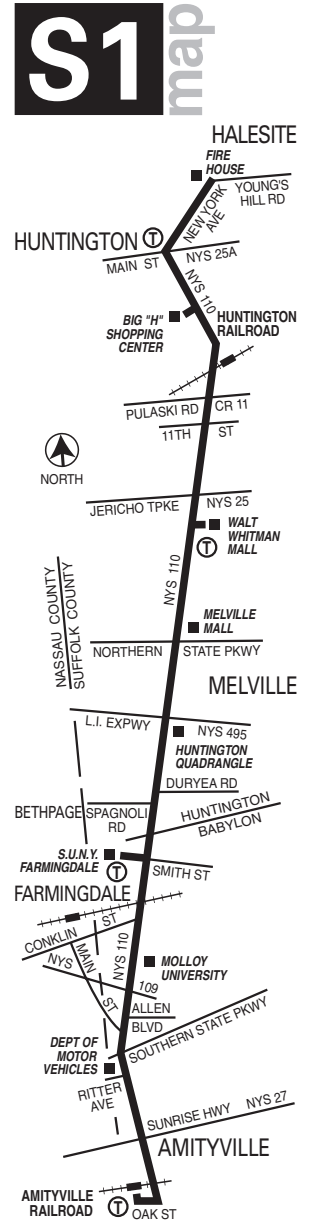 S1
map
HALESITE
FIRE
HOUSE
YOUNG'S
HILL RD
NEW YORK
AVE
HUNTINGTON T
MAIN ST
NYS 25A
NYS 110
BIG "H"
SHOPPING
CENTER
HUNTINGTON
RAILROAD
PULASKI RD
CR 11
11TH ST
NORTH
JERICHO TPKE
NYS 25
WALT
WHITMAN
MALL
T
NYS 110
NASSAU COUNTY
SUFFOLK COUNTY
MELVILLE
MALL
NORTHERN STATE PKWY
MELVILLE
L.I. EXPWY
NYS 495
HUNTINGTON
QUADRANGLE
DURYEA RD
BETHPAGE SPAGNOLI
RD
HUNTINGTON
BABYLON
S.U.N.Y.
FARMINGDALE
T
SMITH ST
FARMINGDALE
CONKLIN ST
NYS 109
MAIN ST
NYS 110
MOLLOY
UNIVERSITY
ALLEN
BLVD
DEPT OF
MOTOR
VEHICLES
SOUTHERN STATE PKWY
RITTER
AVE
SUNRISE HWY NYS 27
AMITYVILLE
AMITYVILLE
RAILROAD
T
OAK ST